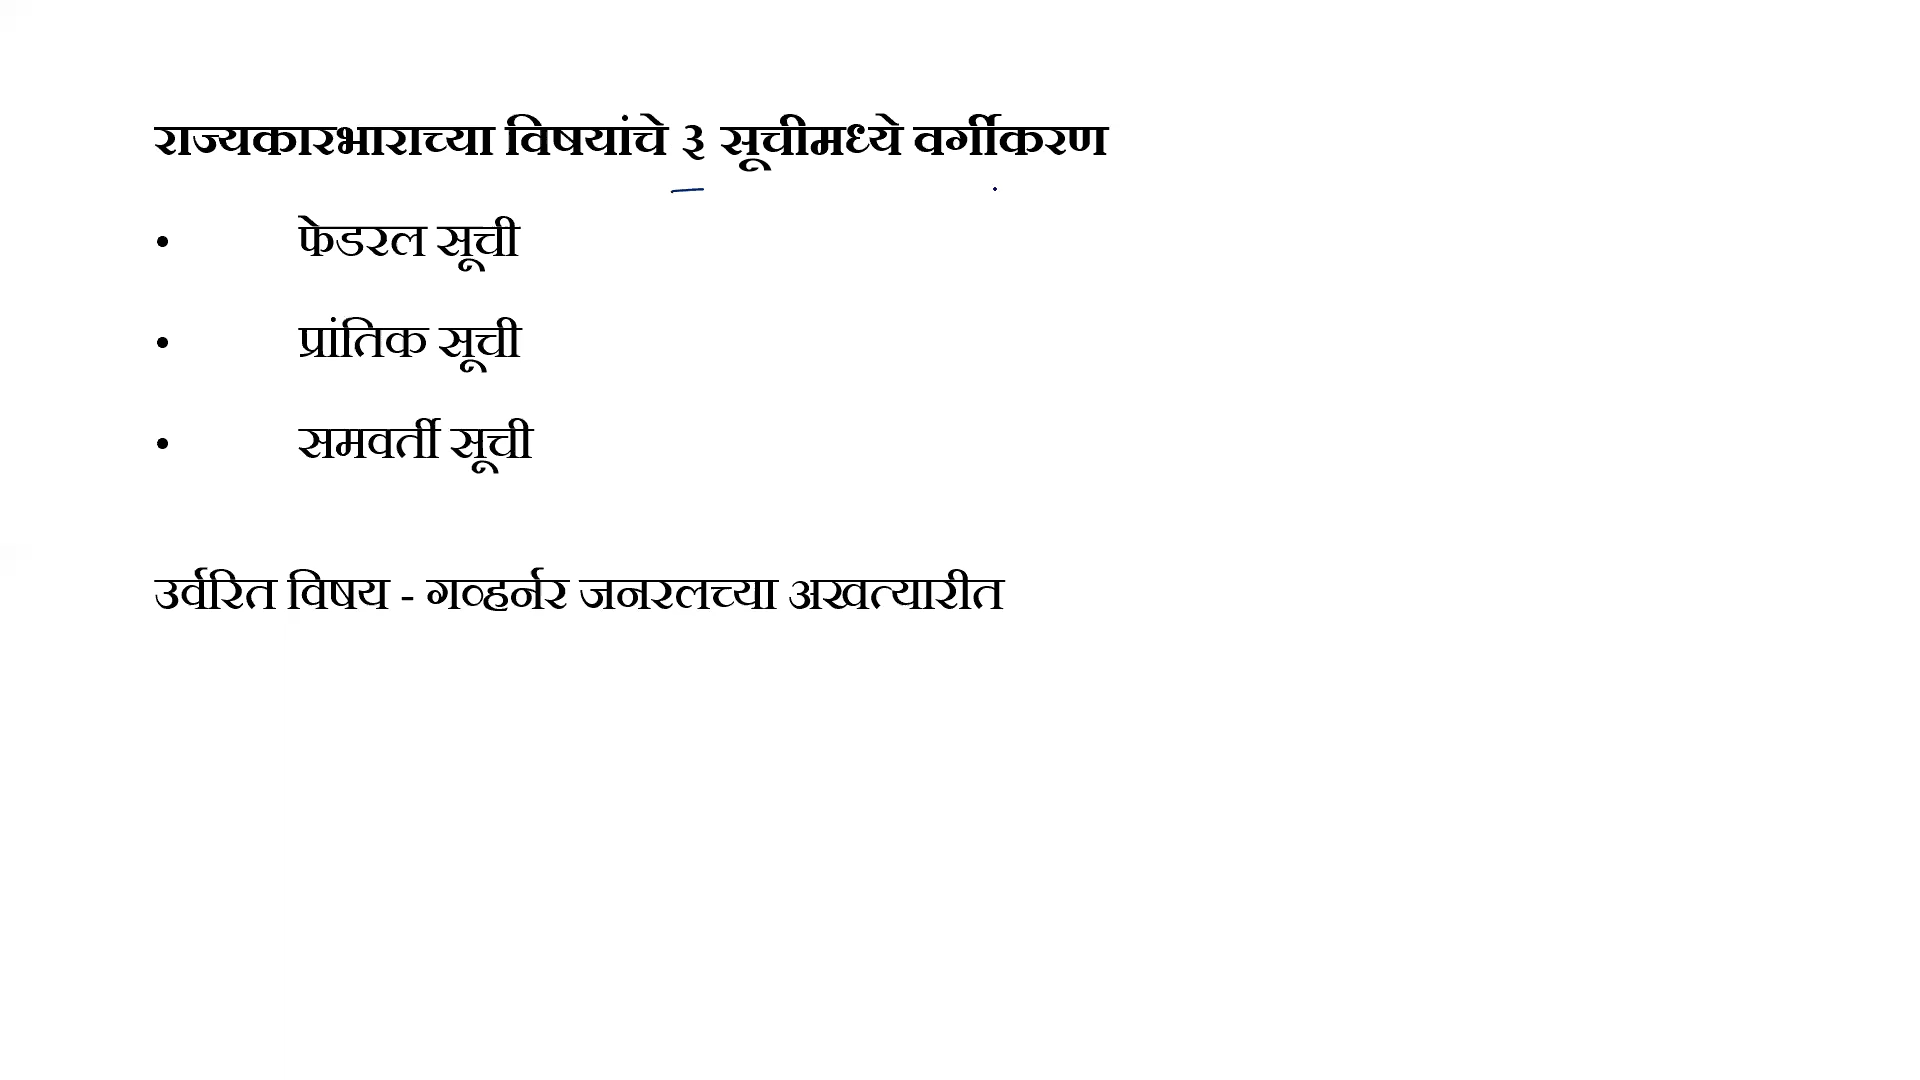 राज्यकारभाराच्या विषयांचे ३ सूचीमध्ये वर्गीकरण
• फेडरल सूची
• प्रांतिक सूची
• समवर्ती सूची
उर्वरित विषय - गव्हर्नर जनरलच्या अखत्यारीत